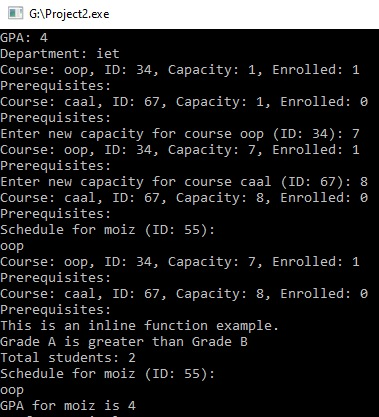 G:\Project2.exe
GPA: 4
Department: iet
Course: oop, ID: 34, Capacity: 1, Enrolled: 1
Prerequisites:
Course: caal, ID: 67, Capacity: 1, Enrolled: 0
Prerequisites:
Enter new capacity for course oop (ID: 34): 7
Course: oop, ID: 34, Capacity: 7, Enrolled: 1
Prerequisites:
Enter new capacity for course caal (ID: 67): 8
Course: caal, ID: 67, Capacity: 8, Enrolled: 0
Prerequisites:
Schedule for moiz (ID: 55):
oop
Course: oop, ID: 34, Capacity: 7, Enrolled: 1
Prerequisites:
Course: caal, ID: 67, Capacity: 8, Enrolled: 0
Prerequisites:
This is an inline function example.
Grade A is greater than Grade B
Total students: 2
Schedule for moiz (ID: 55):
oop
GPA for moiz is 4